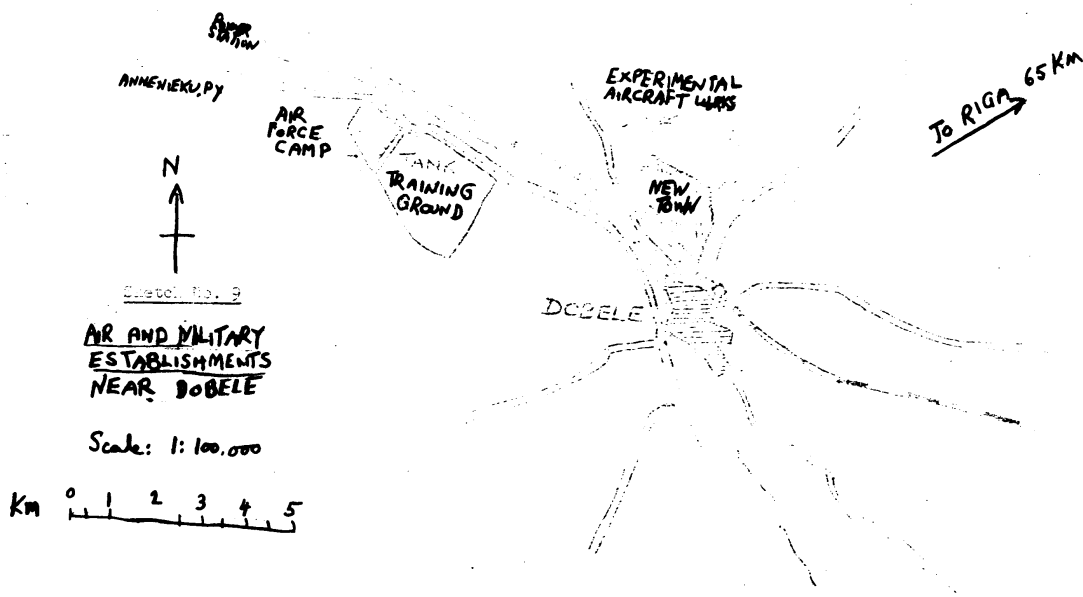 POWER
STATION
ANNENIEKU, PY
AIR
FORCE
CAMP
TANK
TRAINING
GROUND
EXPERIMENTAL
AIRCRAFT WORKS
TO RIGA 65 KM
NEW
TOWN
N
Sketch No. 9
DOBELE
AIR AND MILITARY
ESTABLISHMENTS
NEAR DOBELE
Scale: 1:100.000
Km 0 1 2 3 4 5